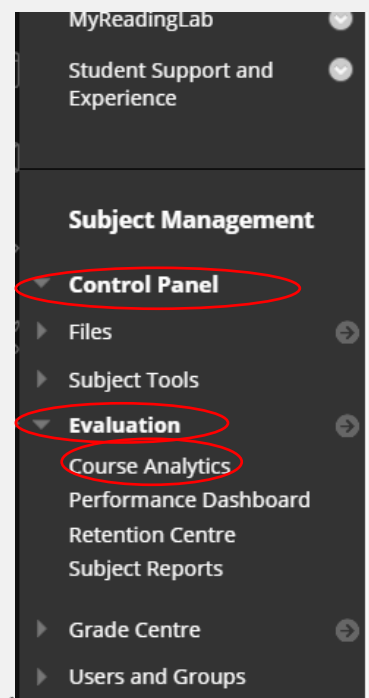 MyReadingLab
Student Support and
Experience
Subject Management
Control Panel
Files
Subject Tools
Evaluation
Course Analytics
Performance Dashboard
Retention Centre
Subject Reports
Grade Centre
Users and Groups